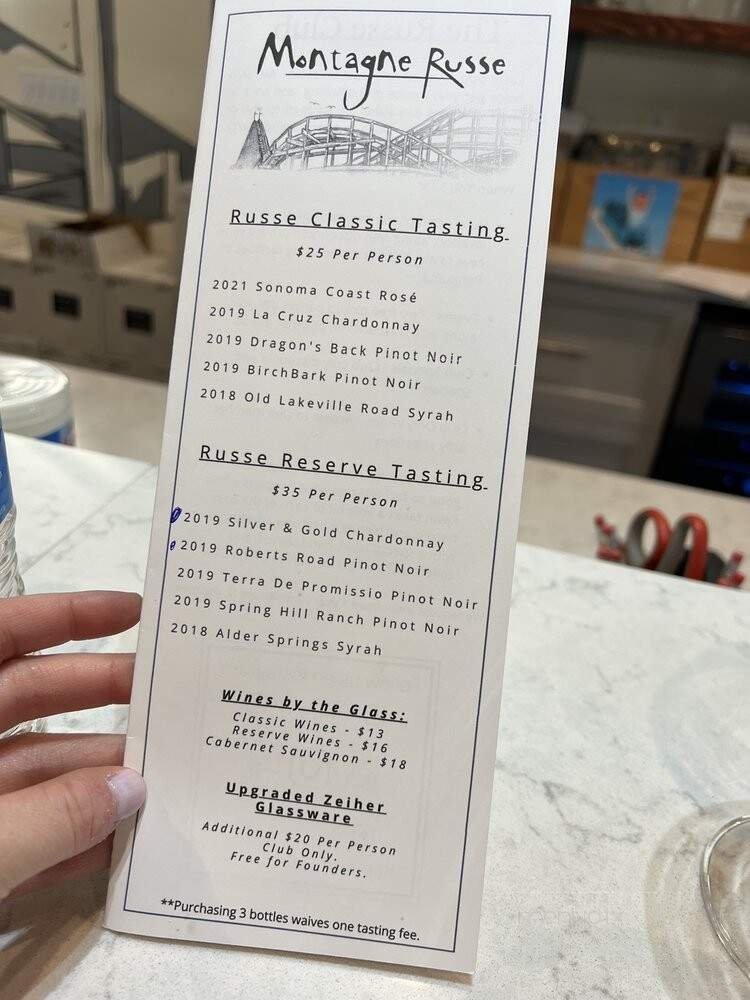 Montagne Russe
Russe Classic Tasting
$25 Per Person
2021 Sonoma Coast Rosé
2019 La Cruz Chardonnay
2019 Dragon's Back Pinot Noir
2019 BirchBark Pinot Noir
2018 Old Lakeville Road Syrah
Russe Reserve Tasting
$35 Per Person
2019 Silver & Gold Chardonnay
2019 Roberts Road Pinot Noir
2019 Terra De Promissio Pinot Noir
2019 Spring Hill Ranch Pinot Noir
2018 Alder Springs Syrah
Wines by the Glass:
Classic Wines - $13
Reserve Wines - $16
Cabernet Sauvignon - $18
Upgraded Zeiher
Glassware
Additional $20 Per Person
Club Only.
Free for Founders.
**Purchasing 3 bottles waives one tasting fee.